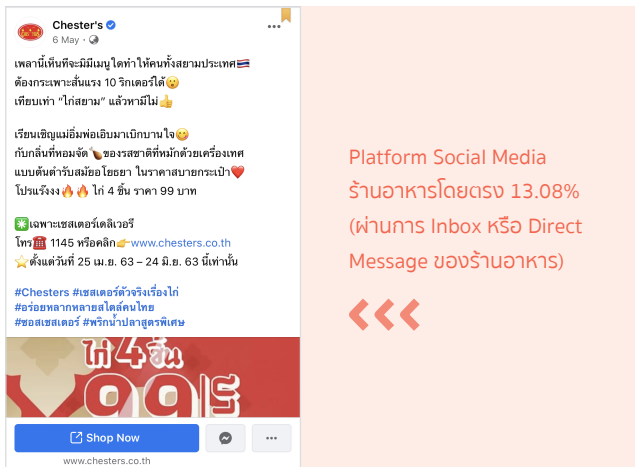 Chester's
6 May
เพลานี้เห็นทีจะมิมีเมนูใดทำให้คนทั้งสยามประเทศ🇹🇭
ต้องกระเพาะสั่นแรง 10 ริกเตอร์ได้😮
เทียบเท่า “ไก่สยาม” แล้วหามีไม่👍
เรียนเชิญแม่อิ่มพ่อเอิบมาเบิกบานใจ😋
กับกลิ่นที่หอมจัด🍗ของรสชาติที่หมักด้วยเครื่องเทศ
แบบต้นตำรับสมัยอโยธยา ในราคาสบายกระเป๋า❤️
โปรแร๊งงง🔥🔥 ไก่ 4 ชิ้น ราคา 99 บาท
✳️เฉพาะเชสเตอร์เดลิเวอรี
โทร☎️ 1145 หรือคลิก👉www.chesters.co.th
⭐ตั้งแต่วันที่ 25 เม.ย. 63 – 24 มิ.ย. 63 นี้เท่านั้น
#Chesters #เชสเตอร์ตัวจริงเรื่องไก่
#อร่อยหลากหลายสไตล์คนไทย
#ซอสเชสเตอร์ #พริกน้ำปลาสูตรพิเศษ
ไก่ 4 ชิ้น
99.-
Shop Now
www.chesters.co.th
Platform Social Media
ร้านอาหารโดยตรง 13.08%
(ผ่านการ Inbox หรือ Direct
Message ของร้านอาหาร)